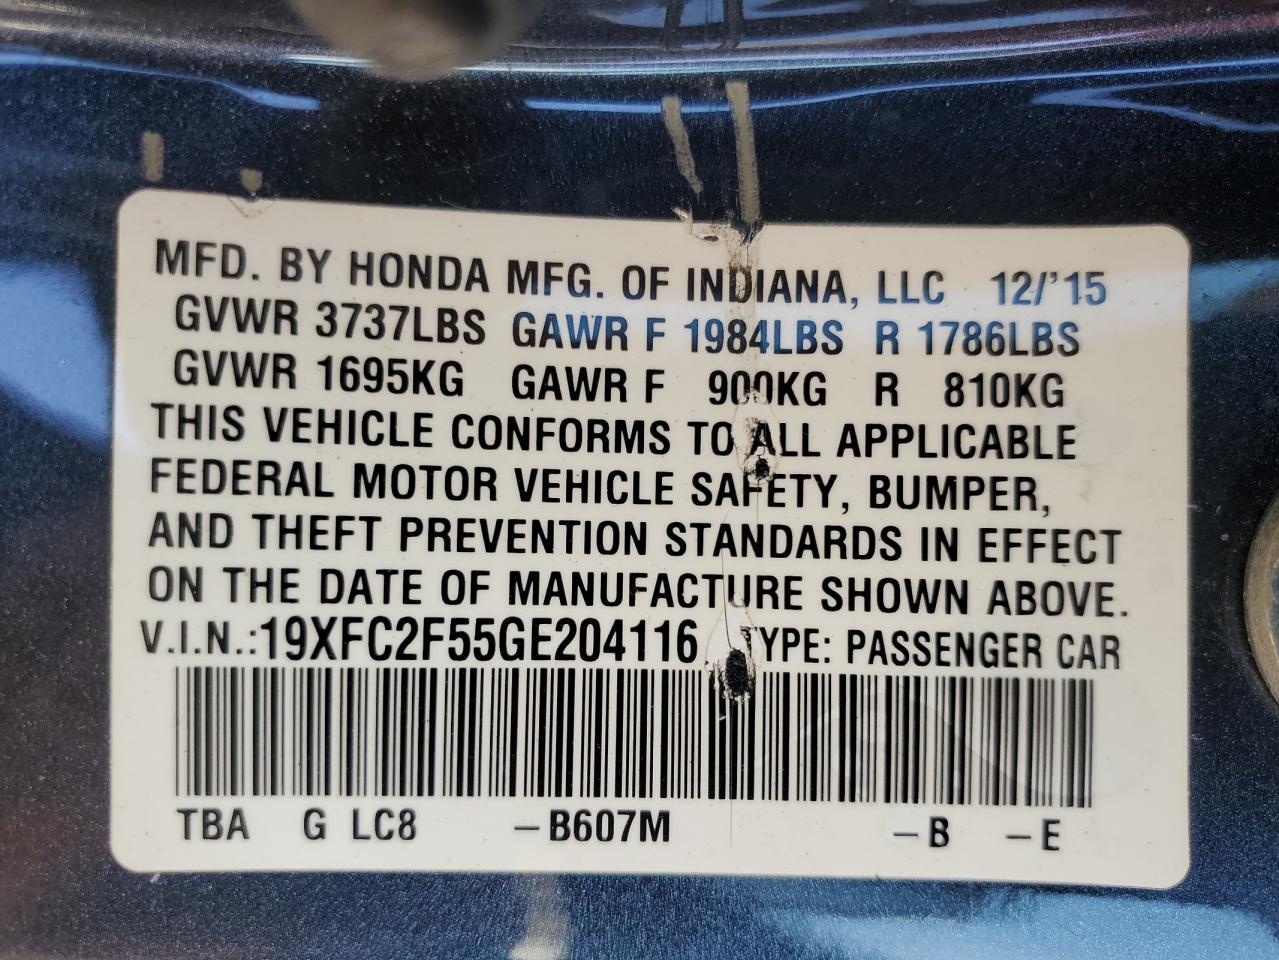 MFD. BY HONDA MFG. OF INDIANA, LLC 12/'15
GVWR 3737LBS GAWR F 1984LBS R 1786LBS
GVWR 1695KG GAWR F 900KG R 810KG
THIS VEHICLE CONFORMS TO ALL APPLICABLE
FEDERAL MOTOR VEHICLE SAFETY, BUMPER,
AND THEFT PREVENTION STANDARDS IN EFFECT
ON THE DATE OF MANUFACTURE SHOWN ABOVE.
V.I.N.:19XFC2F55GE204116 TYPE: PASSENGER CAR
TBA G LC8 –B607M –B –E